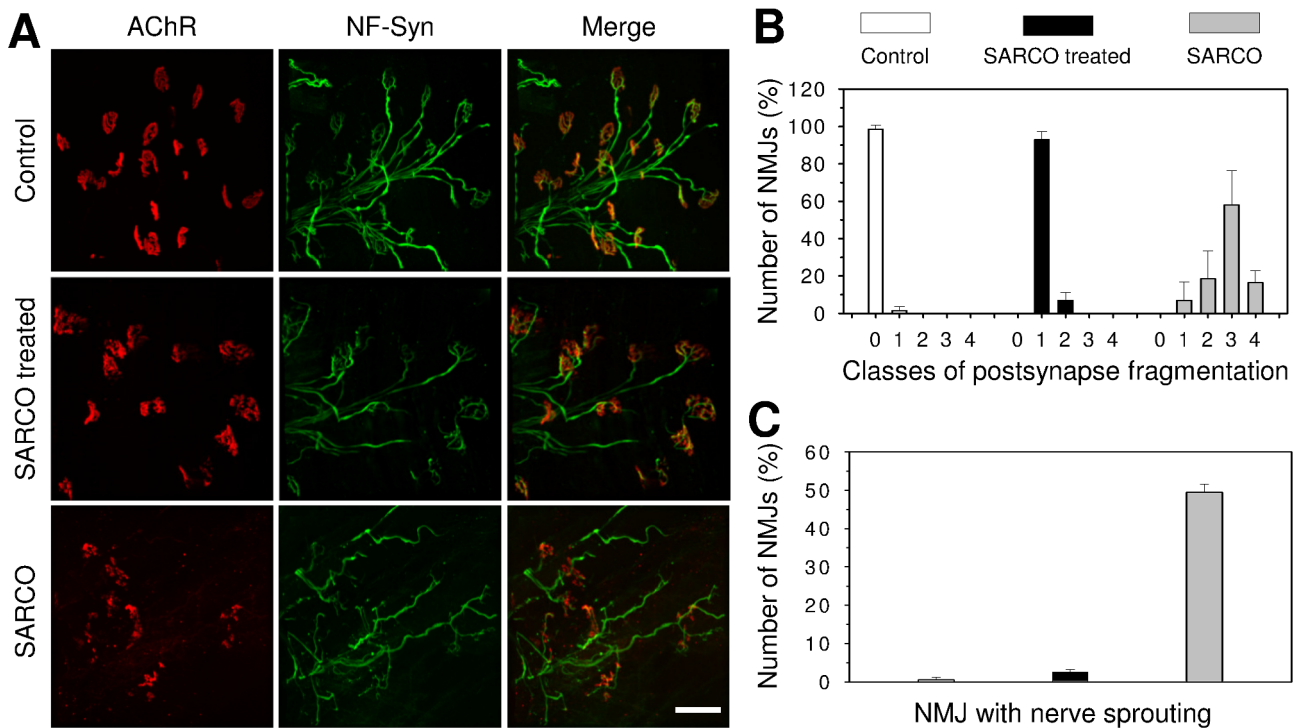 A
AChR
NF-Syn
Merge
Control
SARCO treated
SARCO
B
Control
SARCO treated
SARCO
Number of NMJs (%)
120
100
80
60
40
20
0
0 1 2 3 4 0 1 2 3 4 0 1 2 3 4
Classes of postsynapse fragmentation
C
Number of NMJs (%)
60
50
40
30
20
10
0
NMJ with nerve sprouting